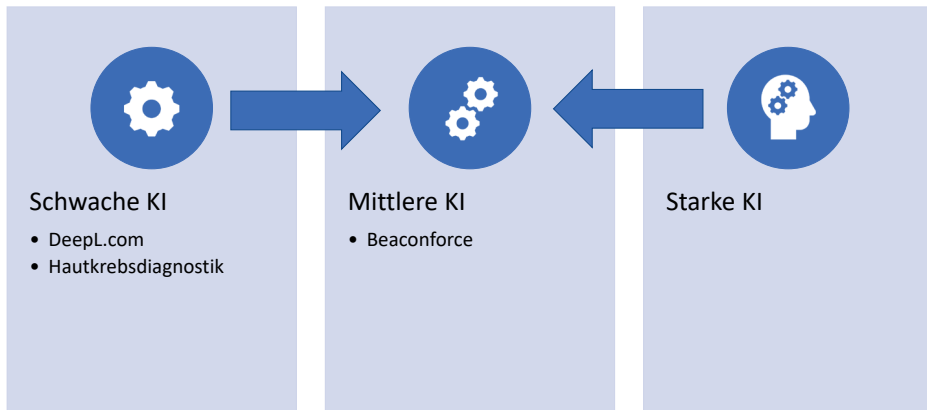 Schwache KI
• DeepL.com
• Hautkrebsdiagnostik
Mittlere KI
• Beaconforce
Starke KI